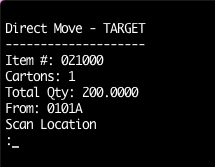 Direct Move - TARGET
--------------------
Item #: 0Z1000
Cartons: 1
Total Qty: 200.0000
From: 0101A
Scan Location
:_